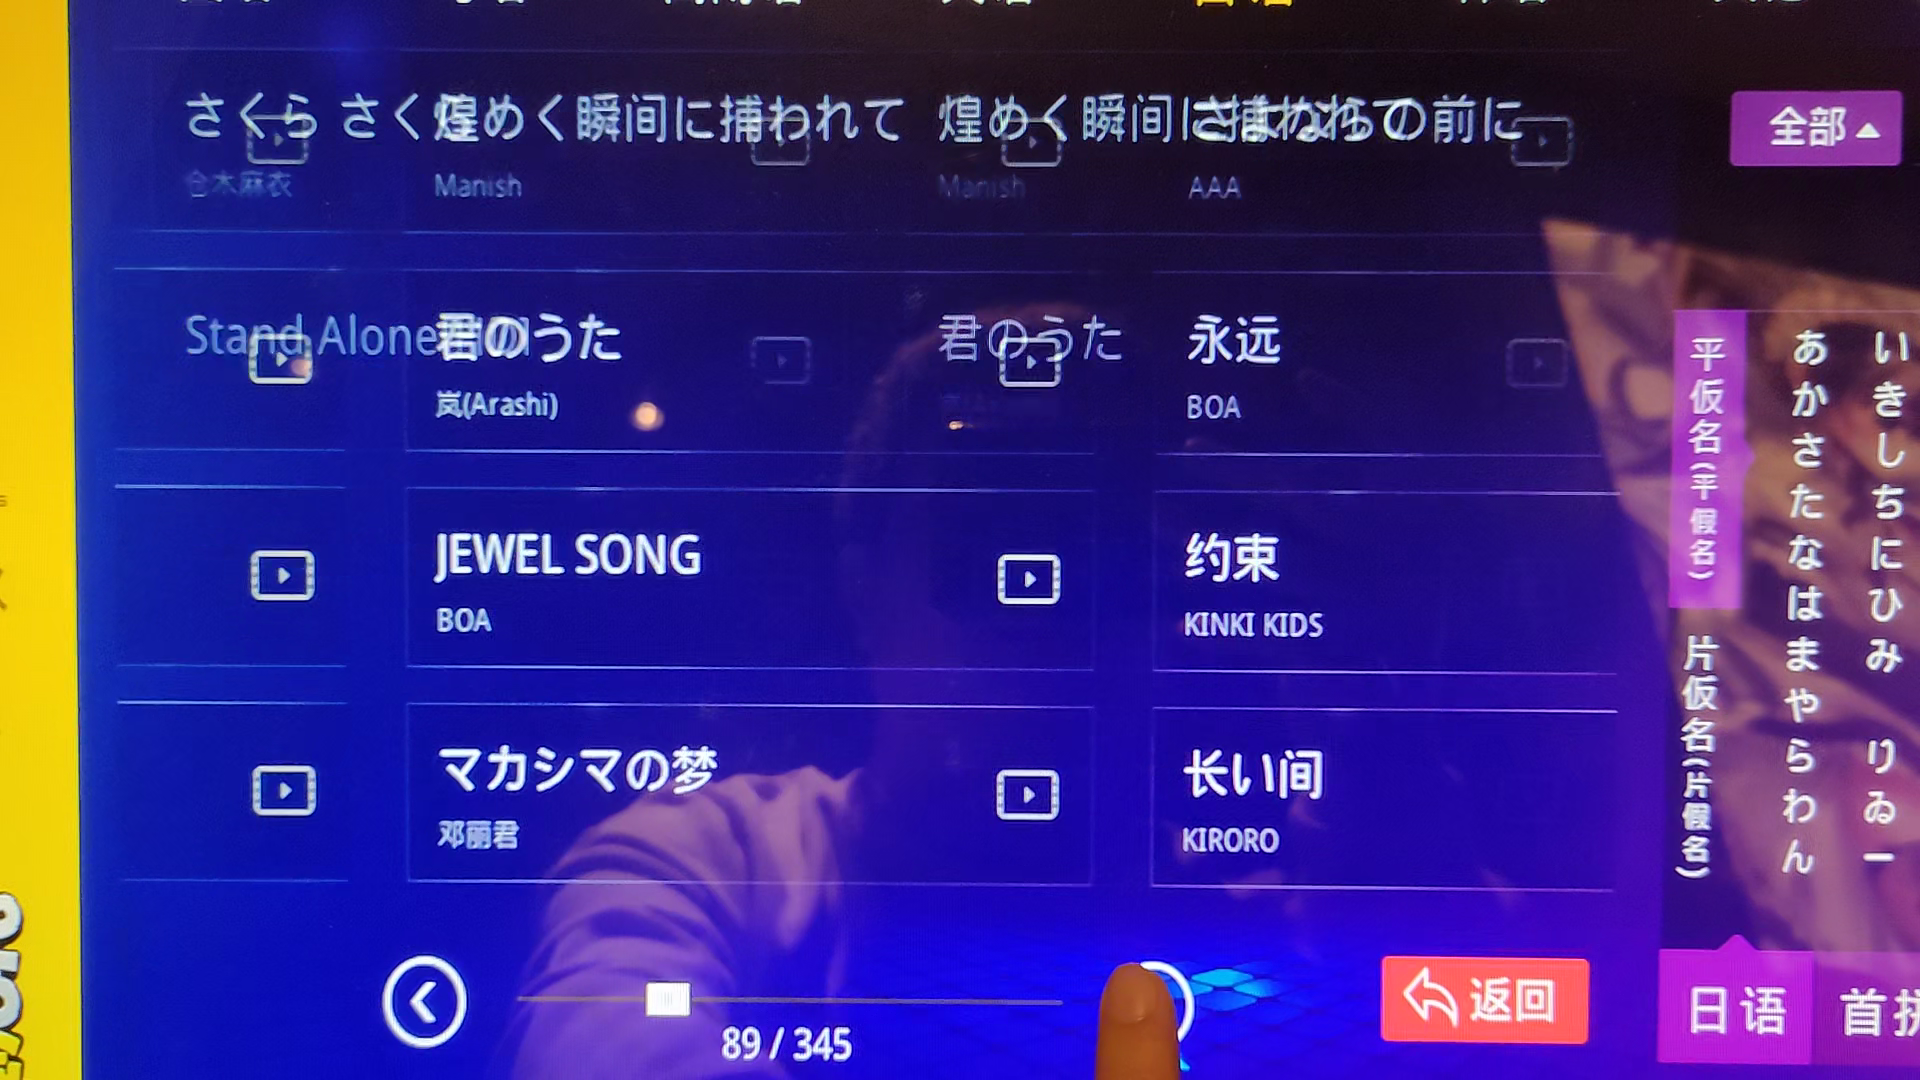 さくら さく
煌めく瞬间に捕われて
煌めく瞬间に捕われて
さよならの前に
全部
仓木麻衣
Manish
Manish
AAA
Stand Alone
君のうた
君のうた
永远
岚(Arashi)
BOA
JEWEL SONG
约束
BOA
KINKI KIDS
マカシマの梦
长い间
邓丽君
KIRORO
平仮名(平假名)
片仮名(片假名)
あかさたなはまやらわん
いきしちにひみ りゐー
89 / 345
返回
日语
首拼